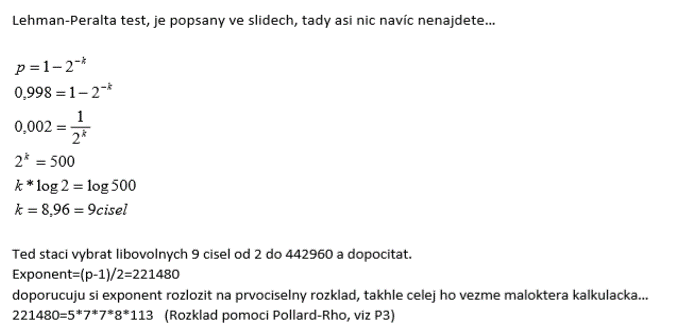 Lehman-Peralta test, je popsany ve slidech, tady asi nic navíc nenajdete...
p = 1 − 2^{-k}
0,998 = 1 − 2^{-k}
0,002 = \frac{1}{2^k}
2^k = 500
k * log 2 = log 500
k = 8,96 = 9cisel
Ted staci vybrat libovolnych 9 cisel od 2 do 442960 a dopocitat.
Exponent=(p-1)/2=221480
doporucuju si exponent rozlozit na prvociselny rozklad, takhle celej ho vezme maloktera kalkulacka...
221480=5*7*7*8*113 (Rozklad pomoci Pollard-Rho, viz P3)